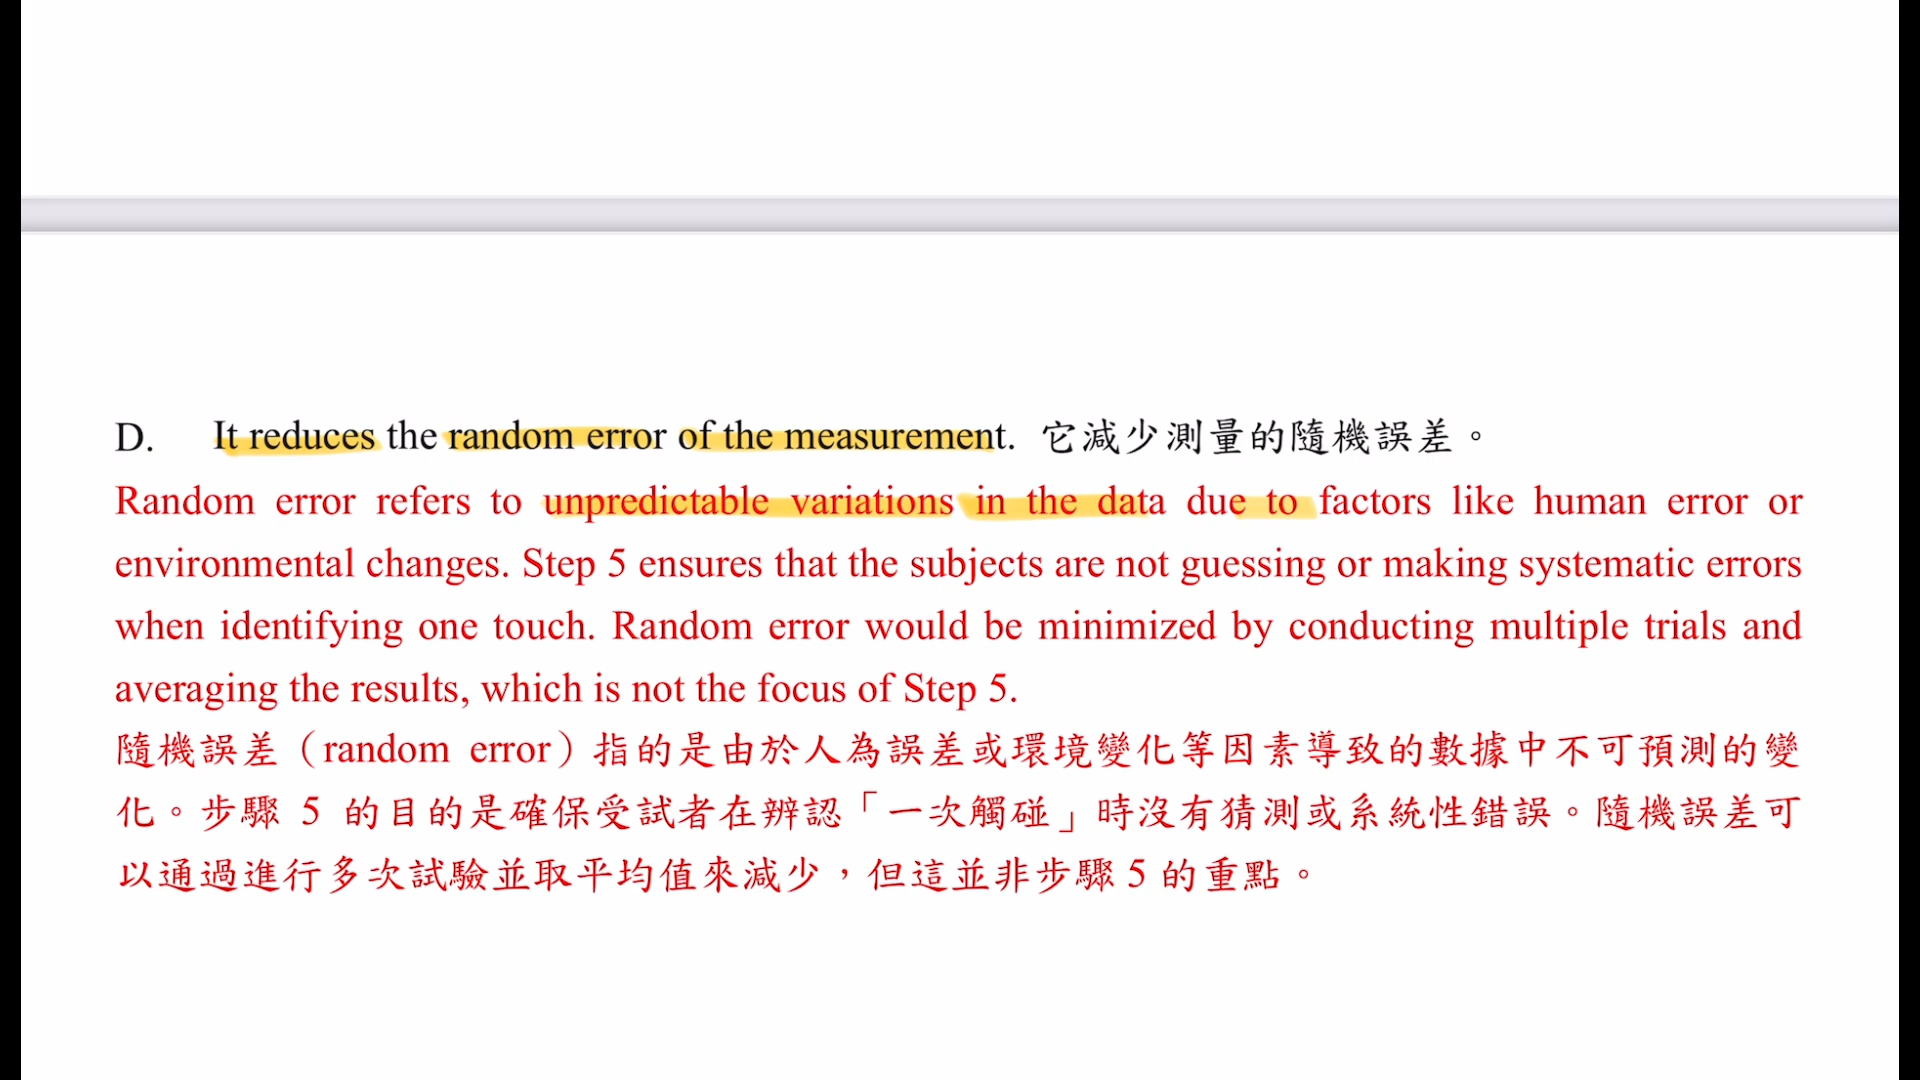 D. It reduces the random error of the measurement. 它減少測量的隨機誤差。
Random error refers to unpredictable variations in the data due to factors like human error or
environmental changes. Step 5 ensures that the subjects are not guessing or making systematic errors
when identifying one touch. Random error would be minimized by conducting multiple trials and
averaging the results, which is not the focus of Step 5.
隨機誤差（random error）指的是由於人為誤差或環境變化等因素導致的數據中不可預測的變
化。步驟 5 的目的是確保受試者在辨認「一次觸碰」時沒有猜測或系統性錯誤。隨機誤差可
以通過進行多次試驗並取平均值來減少，但這並非步驟 5 的重點。